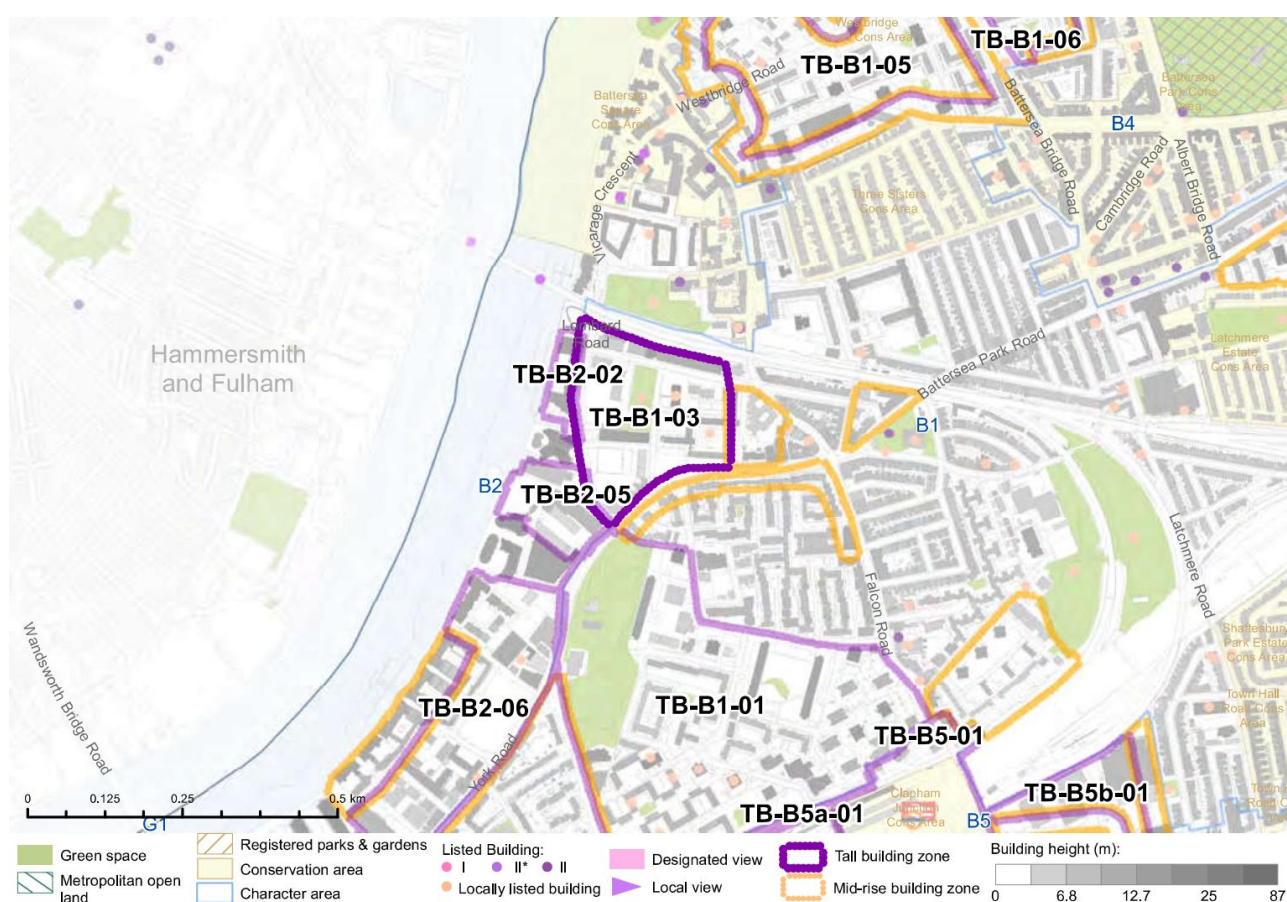 Westbridge
Cons Area
TB-B1-06
TB-B1-05
Westbridge Road
Battersea
Park Cons
Area
Battersea
Square
Cons Area
B4
Battersea Bridge Road
Cambridge Road
Albert Bridge Road
Vicarage Crescent
Three Sisters
Cons Area
Lombard
Road
Battersea Park Road
Latchmere
Estate
Cons Area
Hammersmith
and Fulham
TB-B2-02
TB-B1-03
B1
B2
TB-B2-05
Latchmere Road
Falcon Road
Shaftesbury
Park Estate
Cons Area
Wandsworth Bridge Road
TB-B2-06
TB-B1-01
Town Hall
Road Cons
Area
York Road
TB-B5-01
TB-B5b-01
Clapham
Junction
Cons Area
TB-B5a-01
B5
0 0.125 0.25 0.5 km
G1
Green space
Metropolitan open
land
Registered parks & gardens
Conservation area
Character area
Listed Building:
I II* II
Locally listed building
Designated view
Local view
Tall building zone
Mid-rise building zone
Building height (m):
0 6.8 12.7 25 87